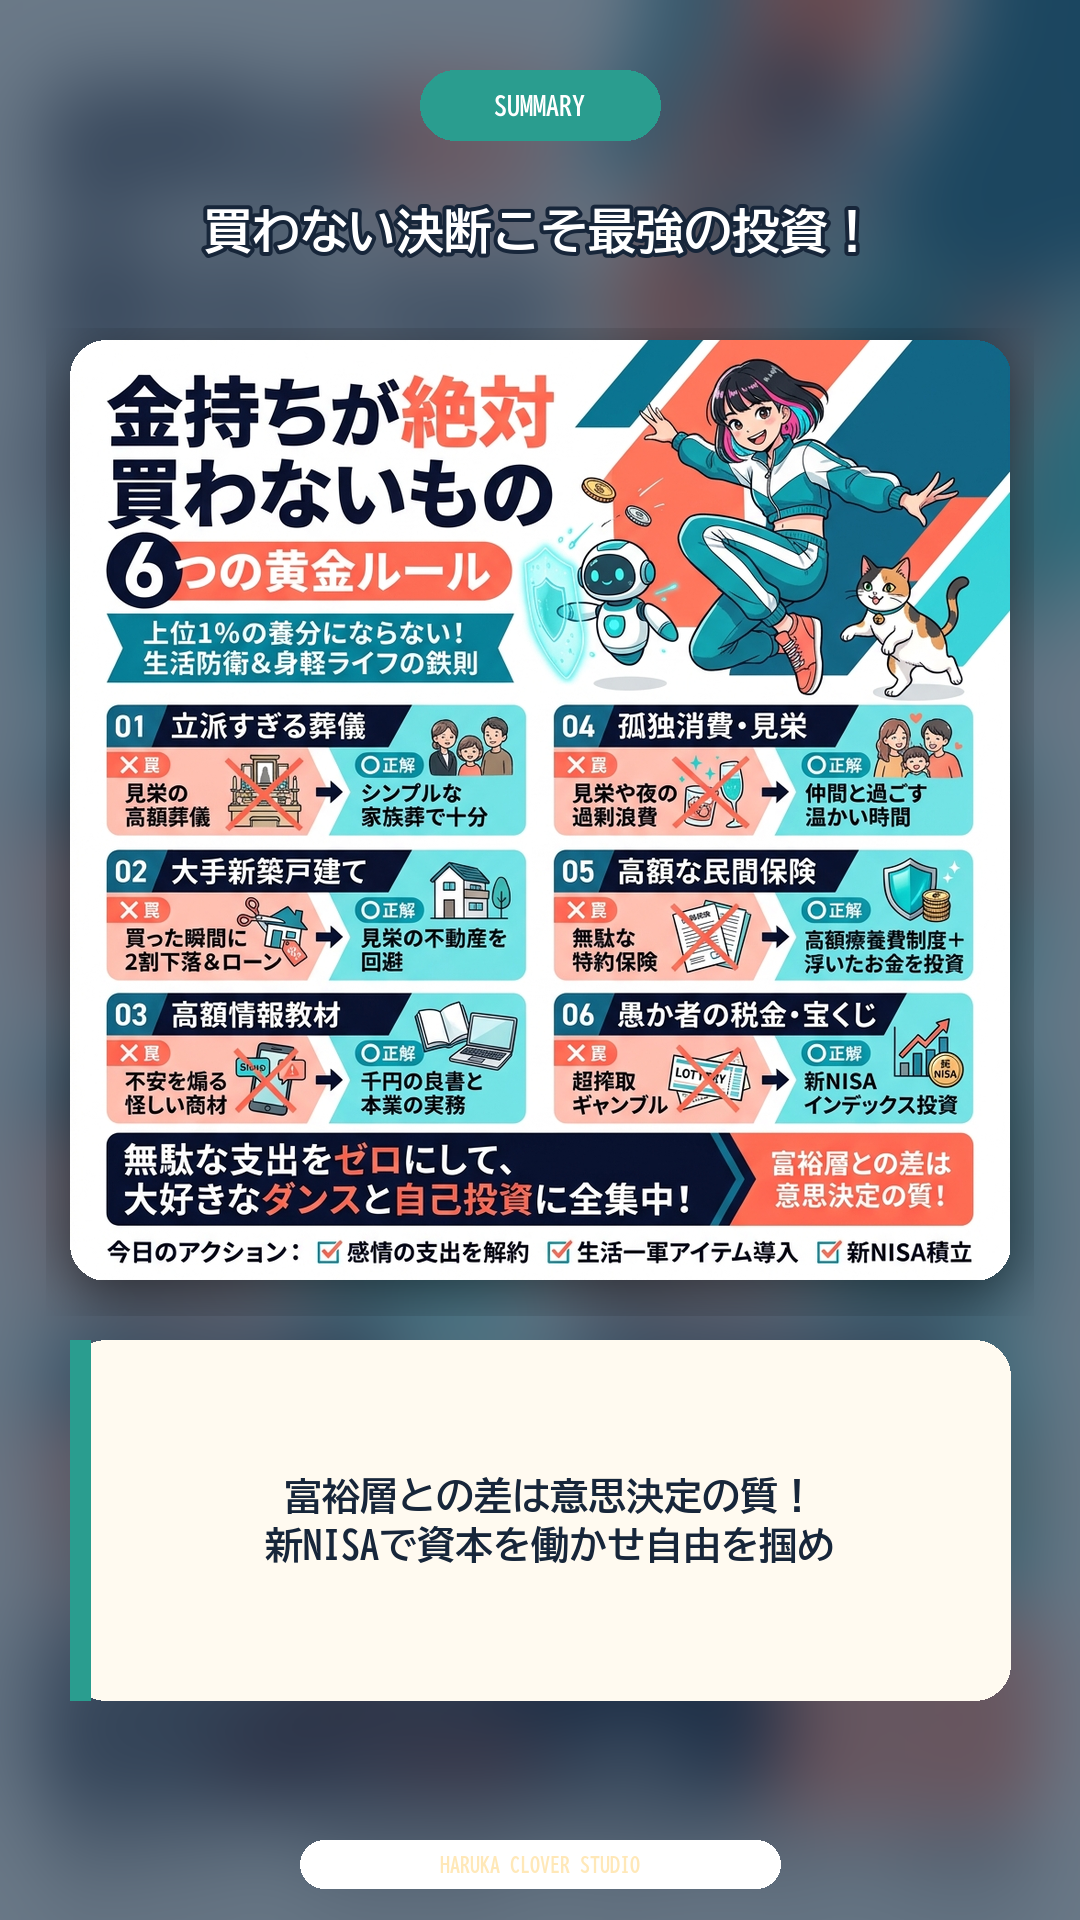 SUMMARY
買わない決断こそ最強の投資！
金持ちが絶対
買わないもの
6つの黄金ルール
上位1%の養分にならない！
生活防衛&身軽ライフの鉄則
01 立派すぎる葬儀
✕罠
見栄の
高額葬儀
〇正解
シンプルな
家族葬で十分
02 大手新築戸建て
✕罠
買った瞬間に
2割下落&ローン
〇正解
見栄の不動産を
回避
03 高額情報教材
✕罠
不安を煽る
怪しい商材
〇正解
千円の良書と
本業の実務
04 孤独消費・見栄
✕罠
見栄や夜の
過剰浪費
〇正解
仲間と過ごす
温かい時間
05 高額な民間保険
✕罠
無駄な
特約保険
〇正解
高額療養費制度+
浮いたお金を投資
06 愚か者の税金・宝くじ
✕罠
超搾取
ギャンブル
LOTTERY
〇正解
新NISA
インデックス投資
NISA
無駄な支出をゼロにして、
大好きなダンスと自己投資に全集中！
富裕層との差は
意思決定の質！
今日のアクション： ☑感情の支出を解約 ☑生活一軍アイテム導入 ☑新NISA積立
富裕層との差は意思決定の質！
新NISAで資本を働かせ自由を掴め
HARUKA CLOVER STUDIO